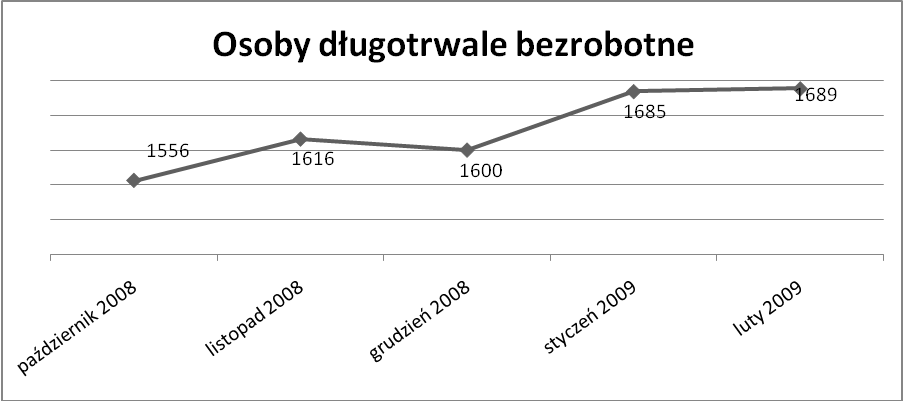 Osoby długotrwale bezrobotne
1556
1616
1600
1685
1689
październik 2008
listopad 2008
grudzień 2008
styczeń 2009
luty 2009